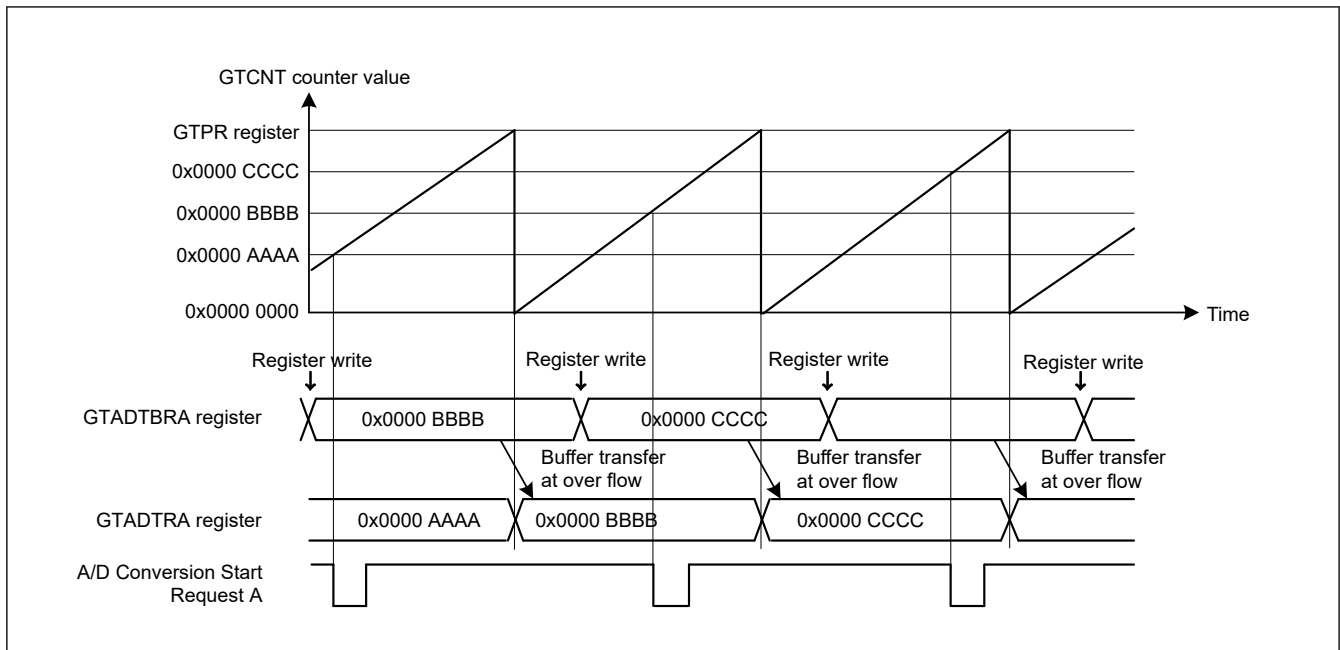 GTCNT counter value
GTPR register
0x0000 CCCC
0x0000 BBBB
0x0000 AAAA
0x0000 0000
Time
Register write
Register write
Register write
Register write
GTADTBRA register
0x0000 BBBB
0x0000 CCCC
Buffer transfer
at over flow
Buffer transfer
at over flow
Buffer transfer
at over flow
GTADTRA register
0x0000 AAAA
0x0000 BBBB
0x0000 CCCC
A/D Conversion Start
Request A